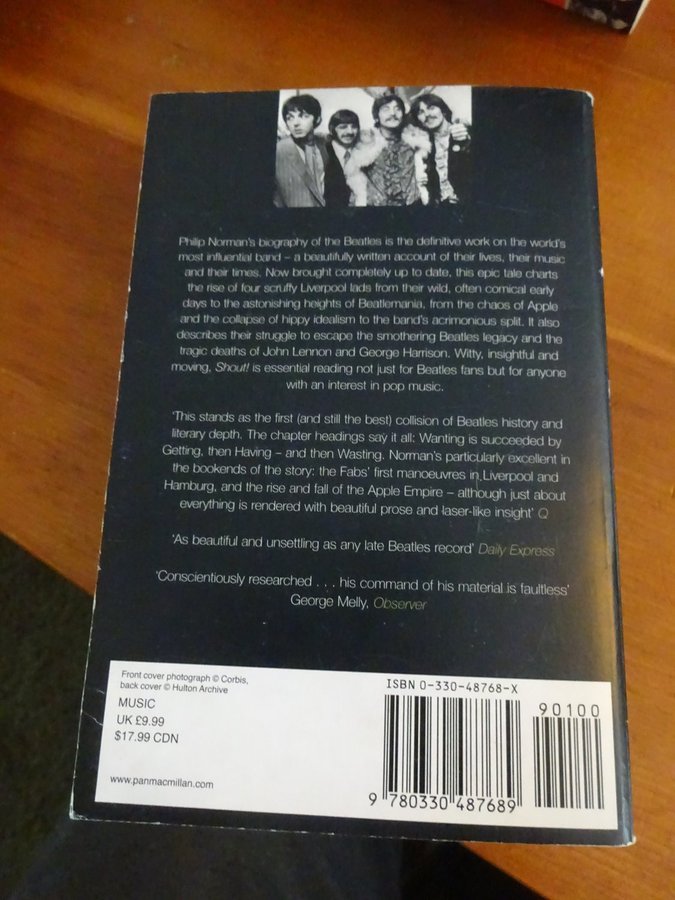 Philip Norman's biography of the Beatles is the definitive work on the world's
most influential band – a beautifully written account of their lives, their music
and their times. Now brought completely up to date, this epic tale charts
the rise of four scruffy Liverpool lads from their wild, often comical early
days to the astonishing heights of Beatlemania, from the chaos of Apple
and the collapse of hippy idealism to the band's acrimonious split. It also
describes their struggle to escape the smothering Beatles legacy and the
tragic deaths of John Lennon and George Harrison. Witty, insightful and
moving, Shout! is essential reading not just for Beatles fans but for anyone
with an interest in pop music.
'This stands as the first (and still the best) collision of Beatles history and
literary depth. The chapter headings say it all: Wanting is succeeded by
Getting, then Having – and then Wasting. Norman's particularly excellent in
the bookends of the story: the Fabs' first manoeuvres in Liverpool and
Hamburg, and the rise and fall of the Apple Empire – although just about
everything is rendered with beautiful prose and laser-like insight' Q
'As beautiful and unsettling as any late Beatles record' Daily Express
'Conscientiously researched . . . his command of his material is faultless'
George Melly, Observer
Front cover photograph © Corbis,
back cover © Hulton Archive
MUSIC
UK £9.99
$17.99 CDN
www.panmacmillan.com
ISBN 0-330-48768-X
90100
9 780330 487689